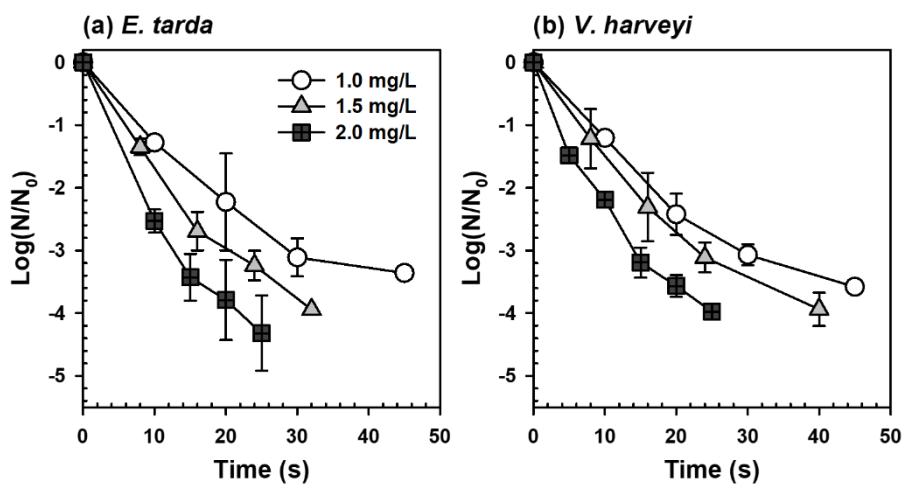 (a) E. tarda
(b) V. harveyi
0
-1
-2
-3
-4
-5
Log(N/N₀)
1.0 mg/L
1.5 mg/L
2.0 mg/L
0 10 20 30 40 50
Time (s)
0
-1
-2
-3
-4
-5
Log(N/N₀)
0 10 20 30 40 50
Time (s)